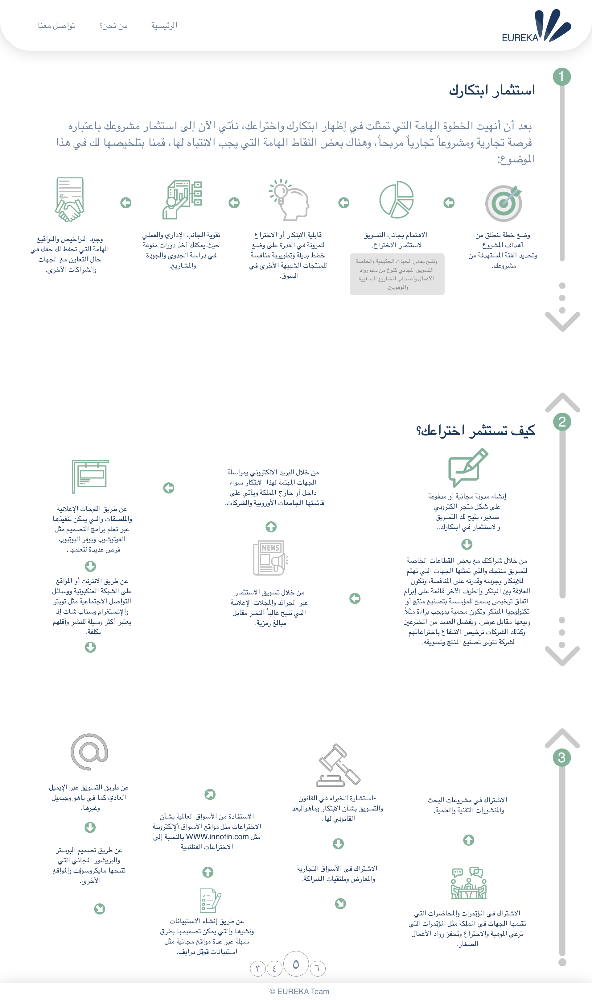 EUREKA
الرئيسية
من نحن؟
تواصل معنا
1
استثمار ابتكارك
بعد أن أنهيت الخطوة الهامة التي تمثلت في إظهار ابتكارك واختراعك، نأتي الآن إلى استثمار مشروعك باعتباره
فرصة تجارية ومشروعاً تجارياً مربحاً، وهناك بعض النقاط الهامة التي يجب الانتباه لها، قمنا بتلخيصها لك في هذا
الموضوع:
وضع خطة تنطلق من
أهداف المشروع
وتحديد الفئة المستهدفة من
مشروعك.
الاهتمام بجانب التسويق
لاستثمار الاختراع.
وتتيح بعض الجهات الحكومية والخاصة
التسويق المجاني كنوع من دعم رواد
الأعمال وأصحاب المشاريع الصغيرة
والموهوبين.
قابلية الابتكار أو الاختراع
للمرونة في القدرة على وضع
خطط بديلة وتطويرية منافسة
للمنتجات الشبيهة الأخرى في
السوق.
تقوية الجانب الإداري والعملي
حيث يمكنك أخذ دورات منوعة
في دراسة الجدوى والجودة
والمشاريع.
وجود التراخيص والتواقيع
الهامة التي تحفظ لك حقك في
حال التعاون مع الجهات
والشراكات الأخرى.
2
كيف تستثمر اختراعك؟
إنشاء مدونة مجانية أو مدفوعة
على شكل متجر الكتروني
صغير، يتيح لك التسويق
والاستثمار في ابتكارك..
من خلال شراكتك مع بعض القطاعات الخاصة
لتسويق منتجك والتي تمثلها الجهات التي تهتم
للابتكار وجودته وقدرته على المنافسة، وتكون
العلاقة بين المبتكر والطرف الآخر قائمة على إبرام
اتفاق ترخيص يسمح للمؤسسة بتصنيع منتج أو
تكنولوجيا المبتكر وتكون محمية بموجب براءة مثلاً
وبيعها مقابل عوض. ويفضل العديد من المخترعين
وكذلك الشركات ترخيص الانتفاع باختراعاتهم
لشركة تتولى تصنيع المنتج وتسويقه.
من خلال تسويق الاستثمار
عبر الجرائد والمجلات الإعلانية
التي تتيح غالباً النشر مقابل
مبالغ رمزية.
NEWS
من خلال البريد الالكتروني ومراسلة
الجهات المهتمة لهذا الابتكار سواء
داخل أو خارج المملكة ويأتي على
قائمتها الجامعات الأوروبية والشركات.
عن طريق اللوحات الإعلانية
والملصقات والتي يمكن تنفيذها
عبر تعلم برامج التصميم مثل
الفوتوشوب ويوفر اليوتيوب
فرص عديدة لتعلمها.
عن طريق الانترنت أو المواقع
على الشبكة العنكبوتية ووسائل
التواصل الاجتماعية مثل تويتر
والإنستغرام وسناب شات إذ
يعتبر أكثر وسيلة للنشر وأقلهم
تكلفة.
3
عن طريق التسويق عبر الإيميل
العادي كما في ياهو وجيميل
وغيرها.
عن طريق تصميم البوستر
والبروشور المجاني التي
تتيحها مايكروسوفت والمواقع
الأخرى.
عن طريق إنشاء الاستبيانات
ونشرها والتي يمكن تصميمها بطرق
سهلة عبر عدة مواقع مجانية مثل
استبيانات قوقل درايف.
الاستفادة من الأسواق العالمية بشأن
الاختراعات مثل مواقع الأسواق ألإلكترونية
مثل WWW.innofin.com بالنسبة إلى
الاختراعات الفنلندية
-استشارة الخبراء في القانون
والتسويق بشأن الابتكار وماهوالبعد
القانوني لها.
الاشتراك في الأسواق التجارية
والمعارض وملتقيات الشراكة.
الاشتراك في المؤتمرات والمحاضرات التي
تقيمها الجهات في المملكة مثل المؤتمرات التي
ترعى الموهبة والاختراع وتحفز رواد الأعمال
الصغار.
الاشتراك في مشروعات البحث
والمنشورات التقنية والعلمية.
٣ ٤ ٥ ٦
© EUREKA Team